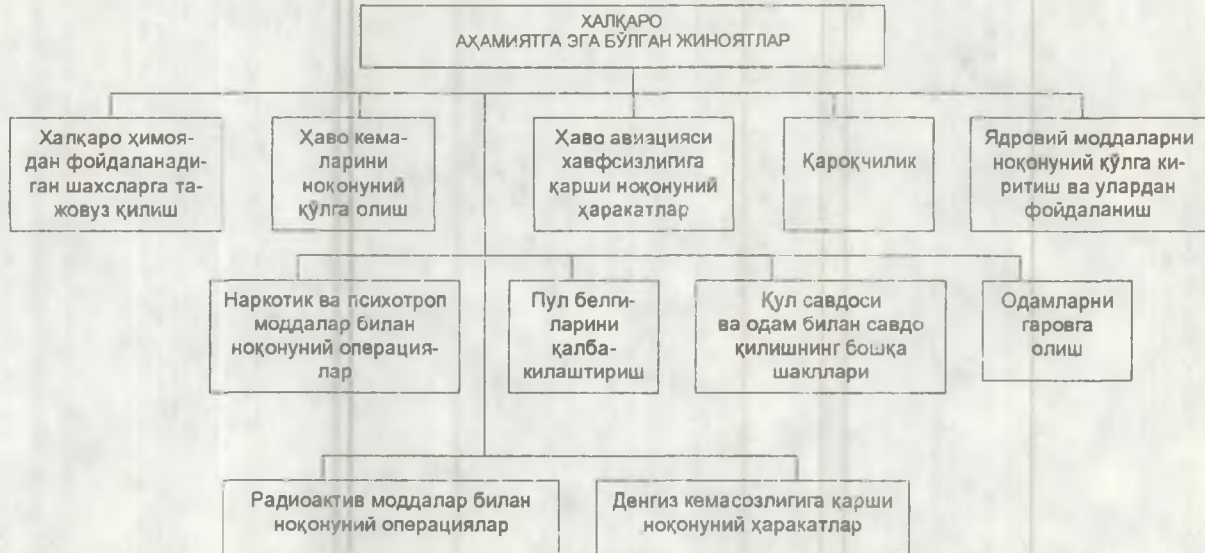 ХАЛҚАРО
АҲАМИЯТГА ЭГА БЎЛГАН ЖИНОЯТЛАР
Халқаро ҳимоя-
дан фойдаланади-
ган шахсларга та-
жовуз қилиш
Ҳаво кема-
ларини
ноқонуний
қўлга олиш
Ҳаво авиацияси
хавфсизлигига
қарши ноқонуний
ҳаракатлар
Қароқчилик
Ядровий моддаларни
ноқонуний қўлга ки-
ритиш ва улардан
фойдаланиш
Наркотик ва психотроп
моддалар билан
ноқонуний операция-
лар
Пул белги-
ларини
қалба-
килаштириш
Қул савдоси
ва одам билан савдо
қилишнинг бошқа
шакллари
Одамларни
гаровга
олиш
Радиоактив моддалар билан
ноқонуний операциялар
Денгиз кемасозлигига қарши
ноқонуний ҳаракатлар